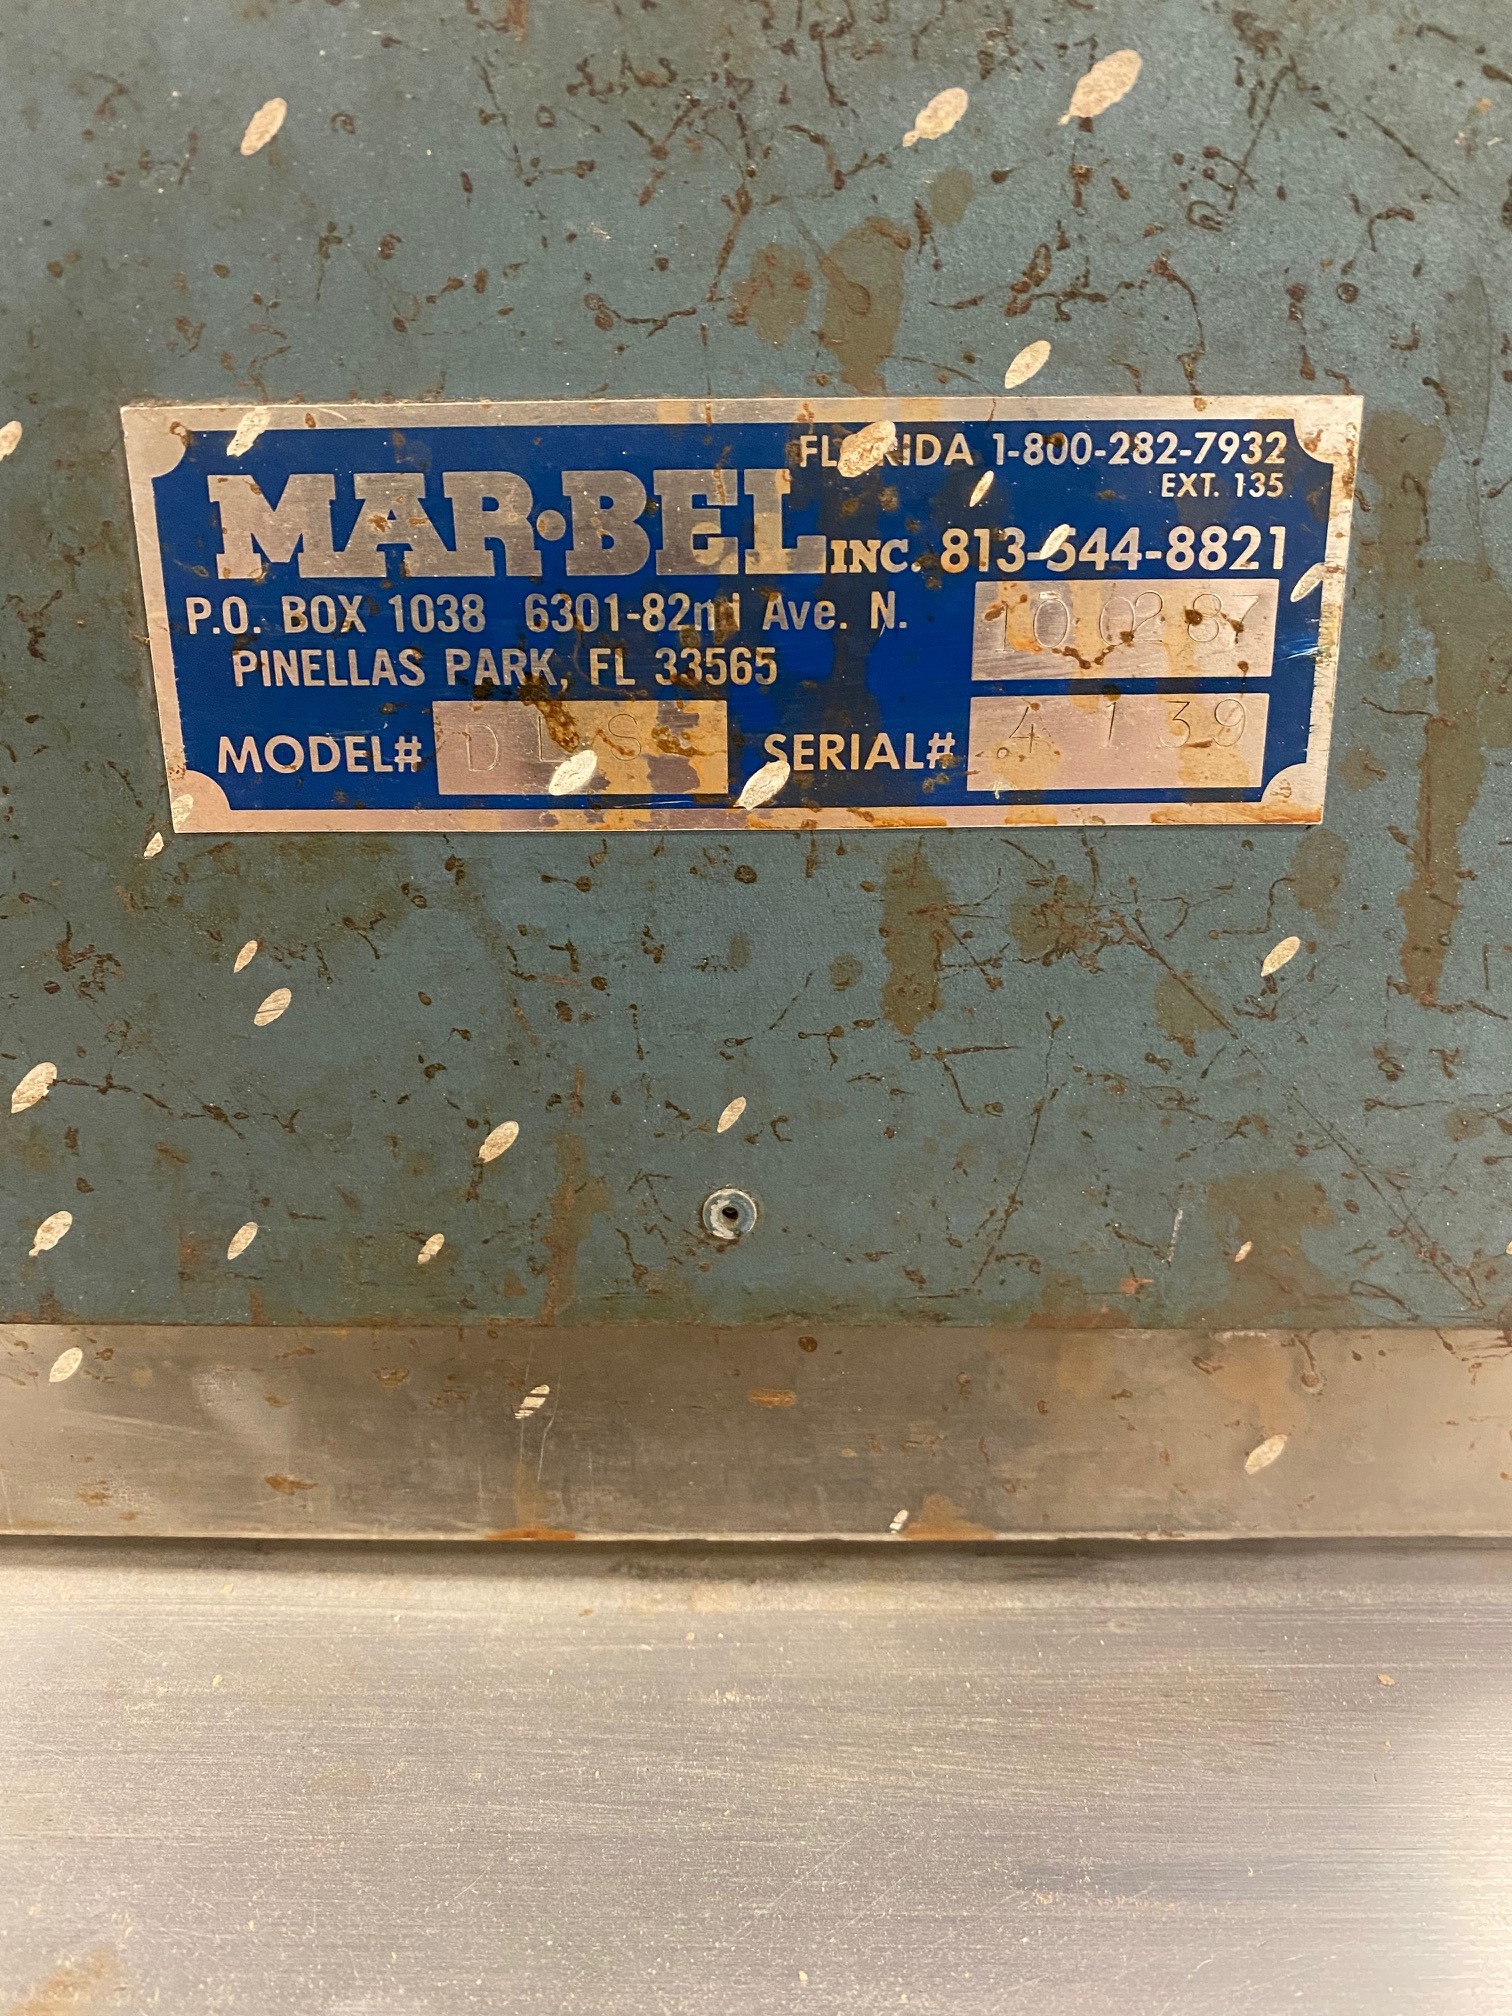 FLORIDA 1-800-282-7932
EXT. 135
MAR·BEL INC. 813-544-8821
P.O. BOX 1038 6301-82nd Ave. N.
PINELLAS PARK, FL 33565
10 02 87
MODEL# DLS SERIAL# 4139